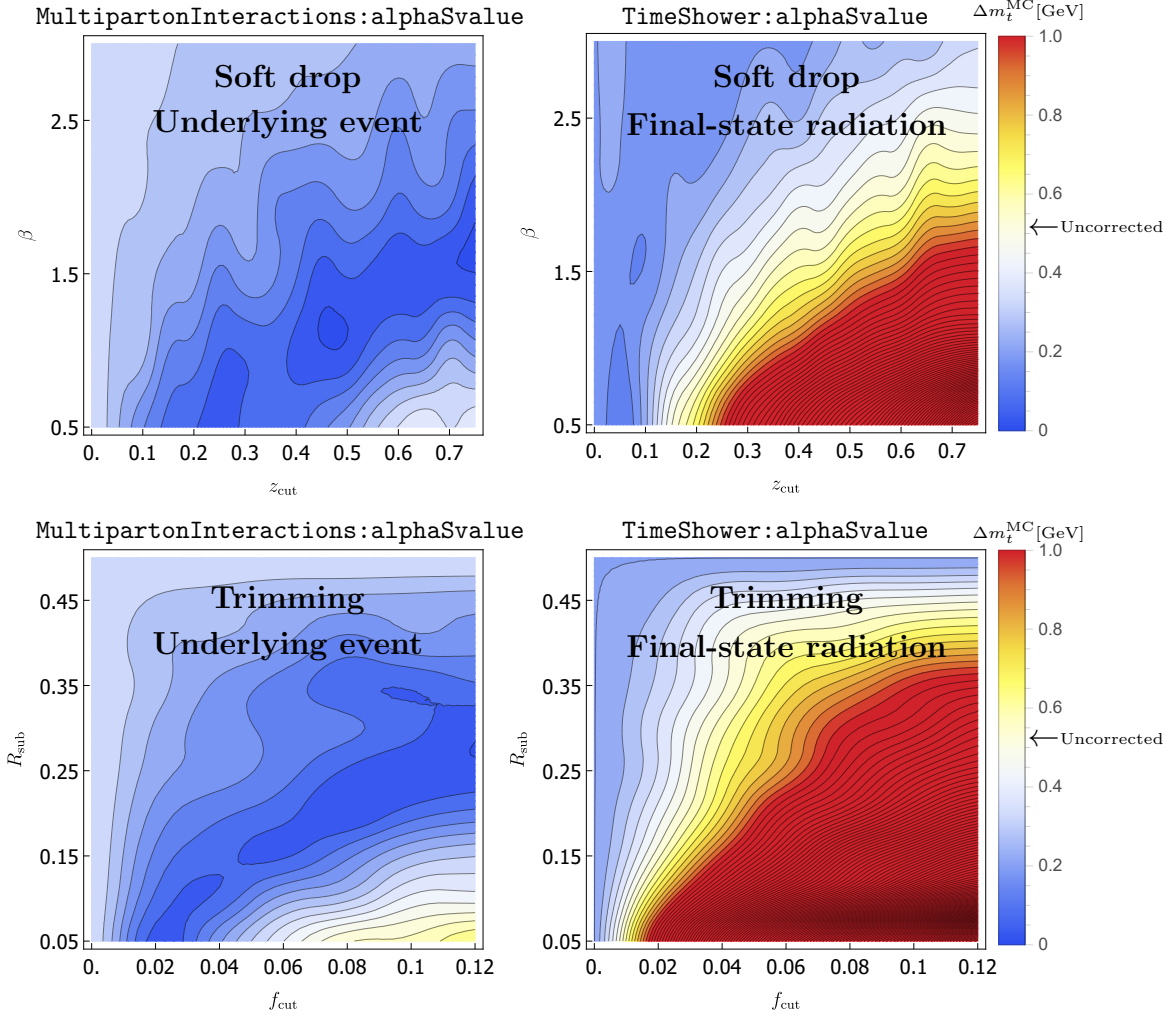 MultipartonInteractions:alphaSvalue
TimeShower:alphaSvalue
Δm_t^MC[GeV]
Soft drop
Underlying event
Soft drop
Final-state radiation
2.5
1.5
0.5
β
0. 0.1 0.2 0.3 0.4 0.5 0.6 0.7
z_cut
2.5
1.5
0.5
β
0. 0.1 0.2 0.3 0.4 0.5 0.6 0.7
z_cut
1.0
0.8
0.6
←Uncorrected
0.4
0.2
0
MultipartonInteractions:alphaSvalue
TimeShower:alphaSvalue
Δm_t^MC[GeV]
Trimming
Underlying event
Trimming
Final-state radiation
0.45
0.35
0.25
0.15
0.05
R_sub
0. 0.02 0.04 0.06 0.08 0.1 0.12
f_cut
0.45
0.35
0.25
0.15
0.05
R_sub
0. 0.02 0.04 0.06 0.08 0.1 0.12
f_cut
1.0
0.8
0.6
←Uncorrected
0.4
0.2
0